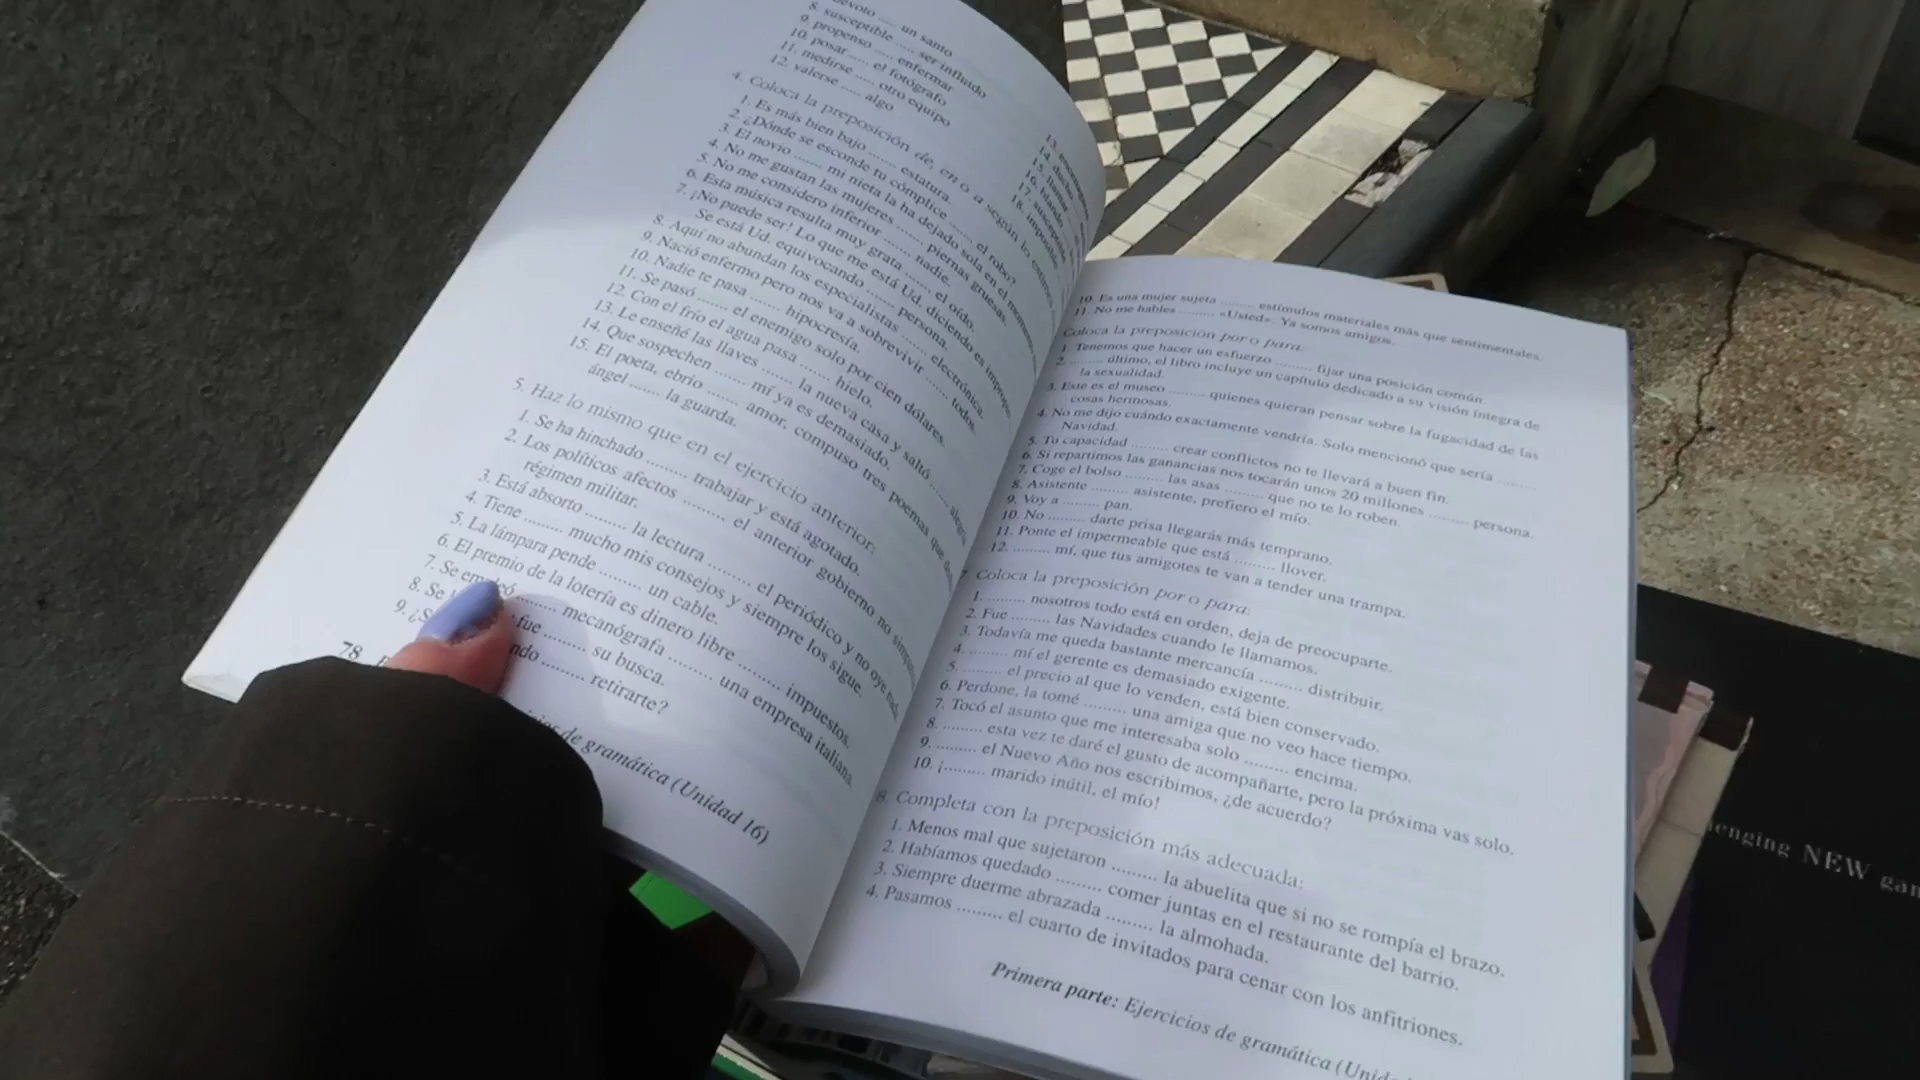 un santo
8. susceptible ..... ser influido
9. propenso ..... enfermar
10. posar ..... el fotógrafo
11. medirse ..... otro equipo
12. valerse ..... algo
4. Coloca la preposición de, en o a según lo
1. Es más bien bajo ........ estatura.
2. ¿Dónde se esconde tu cómplice ........ el robo?
3. El novio ........ mi nieta la ha dejado sola en el
4. No me gustan las mujeres ........ piernas gruesas.
5. No me considero inferior ........ nadie.
6. Esta música resulta muy grata ........ el oído.
7. ¡No puede ser! Lo que me está Ud. diciendo es
Se está Ud. equivocando ........ persona.
8. Aquí no abundan los especialistas ........ electrónica.
9. Nació enfermo pero nos va a sobrevivir ........ todos.
10. Nadie te pasa ........ hipocresía.
11. Se pasó ........ el enemigo solo por cien dólares.
12. Con el frío el agua pasa ........ hielo.
13. Le enseñé las llaves ........ la nueva casa y saltó ........
14. Que sospechen ........ mí ya es demasiado.
15. El poeta, ebrio ........ amor, compuso tres poemas que
ángel ........ la guarda.
5. Haz lo mismo que en el ejercicio anterior:
1. Se ha hinchado ......... trabajar y está agotado.
2. Los políticos afectos ......... el anterior gobierno no
régimen militar.
3. Está absorto ......... la lectura ......... el periódico y no oye
4. Tiene ......... mucho mis consejos y siempre los sigue.
5. La lámpara pende ......... un cable.
6. El premio de la lotería es dinero libre ......... impuestos.
7. Se ......... mecanógrafa ......... una empresa italiana.
8. Se fue ......... su busca.
9. ......... retirarte?
78
de gramática (Unidad 16)
13.
14.
15.
16.
17.
18.
10. Es una mujer sujeta ......... estímulos materiales más que sentimentales.
11. No me hables ......... «Usted». Ya somos amigos.
Coloca la preposición por o para:
1. Tenemos que hacer un esfuerzo ......... fijar una posición común.
2. ......... último, el libro incluye un capítulo dedicado a su visión íntegra de
la sexualidad.
3. Este es el museo ......... quienes quieran pensar sobre la fugacidad de las
cosas hermosas.
4. No me dijo cuándo exactamente vendría. Solo mencionó que sería .........
Navidad.
5. Tu capacidad ......... crear conflictos no te llevará a buen fin.
6. Si repartimos las ganancias nos tocarán unos 20 millones ......... persona.
7. Coge el bolso ......... las asas ......... que no te lo roben.
8. Asistente ......... asistente, prefiero el mío.
9. Voy a ......... pan.
10. No ......... darte prisa llegarás más temprano.
11. Ponte el impermeable que está ......... llover.
12. ......... mí, que tus amigotes te van a tender una trampa.
Coloca la preposición por o para:
1. ......... nosotros todo está en orden, deja de preocuparte.
2. Fue ......... las Navidades cuando le llamamos.
3. Todavía me queda bastante mercancía ......... distribuir.
4. ......... mí el gerente es demasiado exigente.
5. ......... el precio al que lo venden, está bien conservado.
6. Perdone, la tomé ......... una amiga que no veo hace tiempo.
7. Tocó el asunto que me interesaba solo ......... encima.
8. ......... esta vez te daré el gusto de acompañarte, pero la próxima vas solo.
9. ......... el Nuevo Año nos escribimos, ¿de acuerdo?
10. ¡......... marido inútil, el mío!
8. Completa con la preposición más adecuada:
1. Menos mal que sujetaron ......... la abuelita que si no se rompía el brazo.
2. Habíamos quedado ......... comer juntas en el restaurante del barrio.
3. Siempre duerme abrazada ......... la almohada.
4. Pasamos ......... el cuarto de invitados para cenar con los anfitriones.
Primera parte: Ejercicios de gramática
NEW